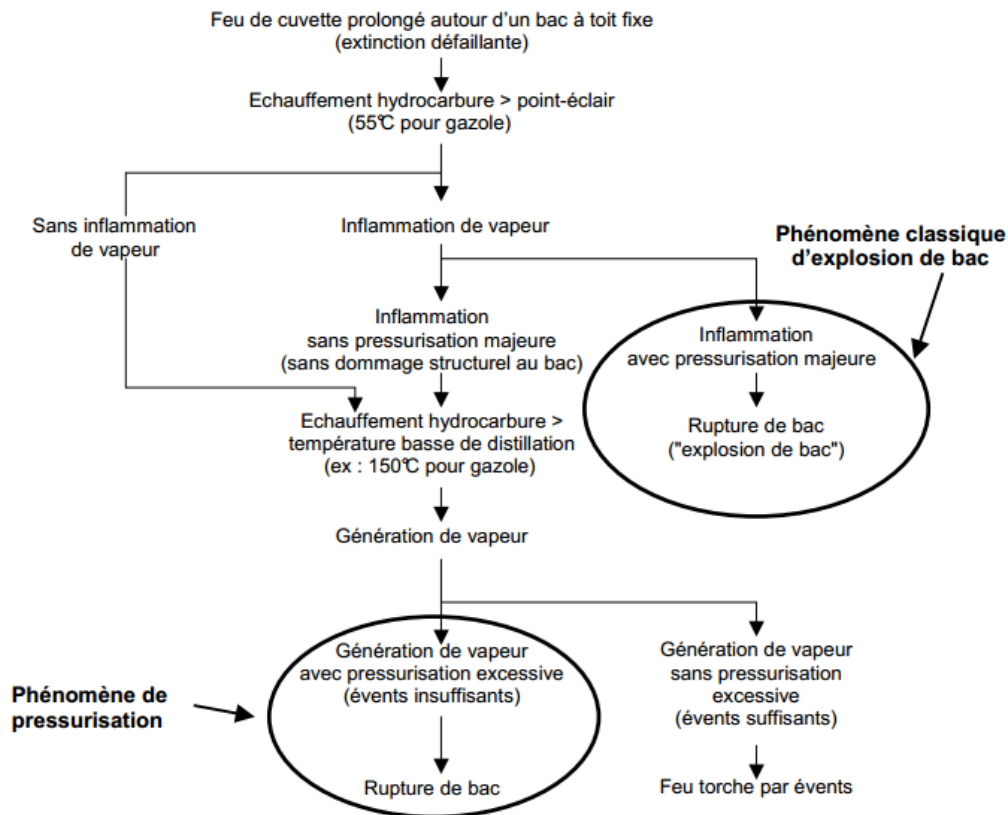 Feu de cuvette prolongé autour d'un bac à toit fixe
(extinction défaillante)
Echauffement hydrocarbure > point-éclair
(55°C pour gazole)
Sans inflammation
de vapeur
Inflammation de vapeur
Phénomène classique
d'explosion de bac
Inflammation
sans pressurisation majeure
(sans dommage structurel au bac)
Inflammation
avec pressurisation majeure
Rupture de bac
("explosion de bac")
Echauffement hydrocarbure >
température basse de distillation
(ex : 150°C pour gazole)
Génération de vapeur
Génération de vapeur
avec pressurisation excessive
(évents insuffisants)
Génération de vapeur
sans pressurisation
excessive
(évents suffisants)
Phénomène de
pressurisation
Rupture de bac
Feu torche par évents